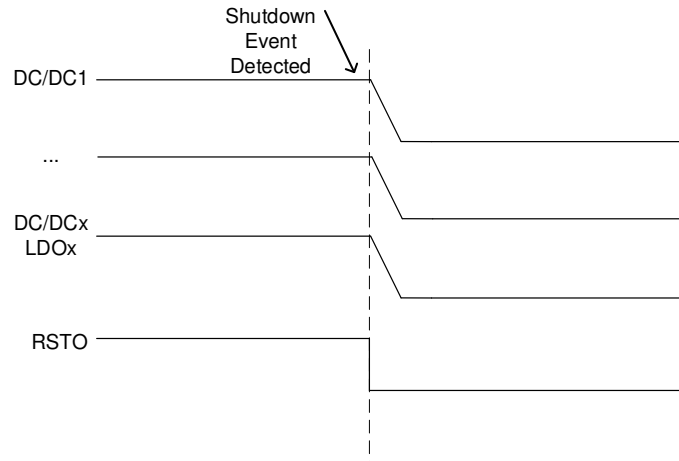 Shutdown
Event
Detected
DC/DC1
...
DC/DCx
LDOx
RSTO